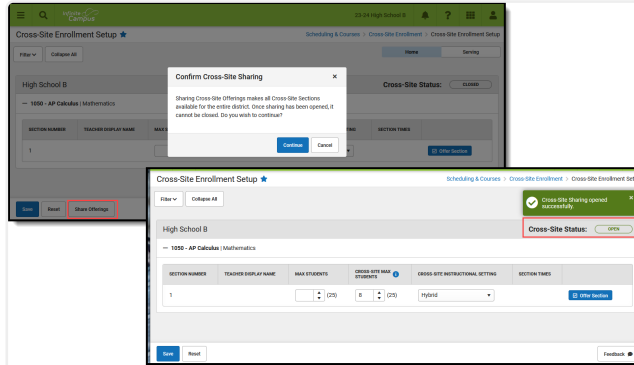 Infinite
Campus
23-24 High School B
Cross-Site Enrollment Setup
Scheduling & Courses > Cross-Site Enrollment > Cross-Site Enrollment Setup
Filter
Collapse All
Home
Serving
High School B
Cross-Site Status:
CLOSED
1050 - AP Calculus | Mathematics
SECTION NUMBER
TEACHER DISPLAY NAME
SECTION TIMES
1
Offer Section
Save
Reset
Share Offerings
Confirm Cross-Site Sharing
×
Sharing Cross-Site Offerings makes all Cross-Site Sections
available for the entire district. Once sharing has been opened, it
cannot be closed. Do you wish to continue?
Continue
Cancel
Cross-Site Enrollment Setup
Scheduling & Courses > Cross-Site Enrollment > Cross-Site Enrollment Set
Filter
Collapse All
Cross-Site Sharing opened
successfully.
×
High School B
Cross-Site Status:
OPEN
1050 - AP Calculus | Mathematics
SECTION NUMBER
TEACHER DISPLAY NAME
MAX STUDENTS
CROSS-SITE MAX
STUDENTS
CROSS-SITE INSTRUCTIONAL SETTING
SECTION TIMES
1
(25)
8
(25)
Hybrid
Offer Section
Save
Reset
Feedback